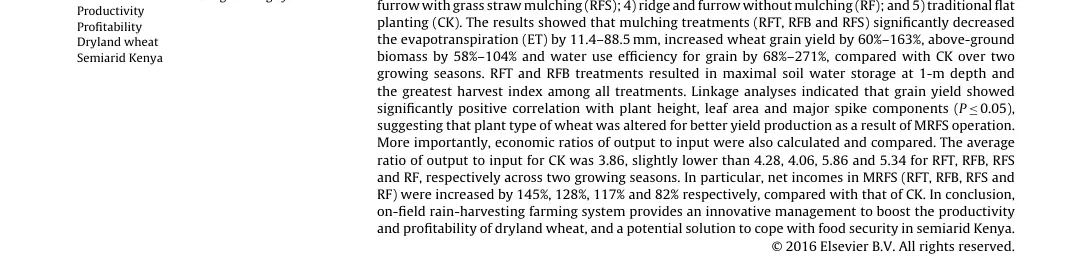 Productivity
Profitability
Dryland wheat
Semiarid Kenya
furrow with grass straw mulching (RFS); 4) ridge and furrow without mulching (RF); and 5) traditional flat
planting (CK). The results showed that mulching treatments (RFT, RFB and RFS) significantly decreased
the evapotranspiration (ET) by 11.4–88.5 mm, increased wheat grain yield by 60%–163%, above-ground
biomass by 58%–104% and water use efficiency for grain by 68%–271%, compared with CK over two
growing seasons. RFT and RFB treatments resulted in maximal soil water storage at 1-m depth and
the greatest harvest index among all treatments. Linkage analyses indicated that grain yield showed
significantly positive correlation with plant height, leaf area and major spike components (P ≤ 0.05),
suggesting that plant type of wheat was altered for better yield production as a result of MRFS operation.
More importantly, economic ratios of output to input were also calculated and compared. The average
ratio of output to input for CK was 3.86, slightly lower than 4.28, 4.06, 5.86 and 5.34 for RFT, RFB, RFS
and RF, respectively across two growing seasons. In particular, net incomes in MRFS (RFT, RFB, RFS and
RF) were increased by 145%, 128%, 117% and 82% respectively, compared with that of CK. In conclusion,
on-field rain-harvesting farming system provides an innovative management to boost the productivity
and profitability of dryland wheat, and a potential solution to cope with food security in semiarid Kenya.
© 2016 Elsevier B.V. All rights reserved.